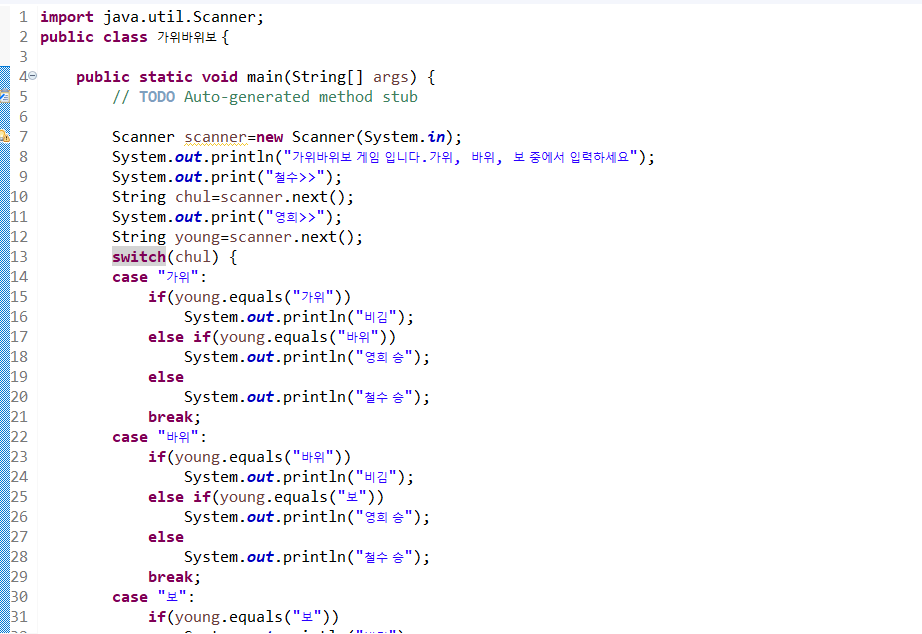 1 import java.util.Scanner;
2 public class 가위바위보 {
3
4 public static void main(String[] args) {
5 // TODO Auto-generated method stub
6
7 Scanner scanner=new Scanner(System.in);
8 System.out.println("가위바위보 게임 입니다.가위, 바위, 보 중에서 입력하세요");
9 System.out.print("철수>>");
10 String chul=scanner.next();
11 System.out.print("영희>>");
12 String young=scanner.next();
13 switch(chul) {
14 case "가위":
15 if(young.equals("가위"))
16 System.out.println("비김");
17 else if(young.equals("바위"))
18 System.out.println("영희 승");
19 else
20 System.out.println("철수 승");
21 break;
22 case "바위":
23 if(young.equals("바위"))
24 System.out.println("비김");
25 else if(young.equals("보"))
26 System.out.println("영희 승");
27 else
28 System.out.println("철수 승");
29 break;
30 case "보":
31 if(young.equals("보"))